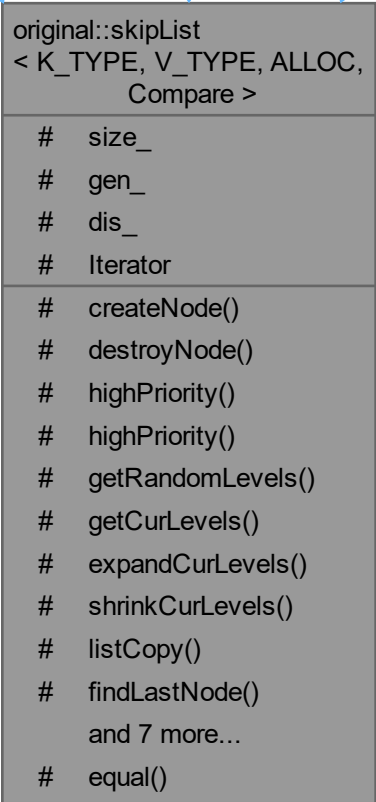 original::skipList
< K_TYPE, V_TYPE, ALLOC,
Compare >
# size_
# gen_
# dis_
# Iterator
# createNode()
# destroyNode()
# highPriority()
# highPriority()
# getRandomLevels()
# getCurLevels()
# expandCurLevels()
# shrinkCurLevels()
# listCopy()
# findLastNode()
and 7 more...
# equal()